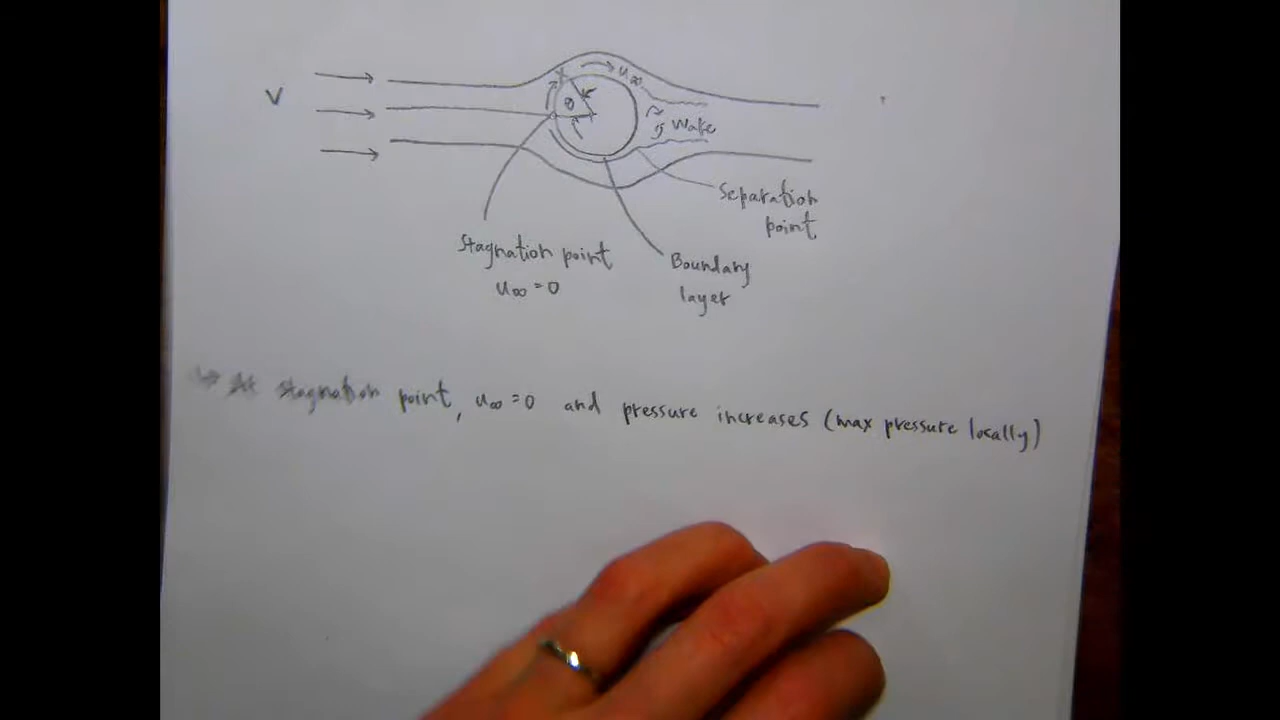 V
x
u∞
θ
Wake
Separation
point
Stagnation point
u∞ = 0
Boundary
layer
↳ At stagnation point, u∞ = 0 and pressure increases (max pressure locally)